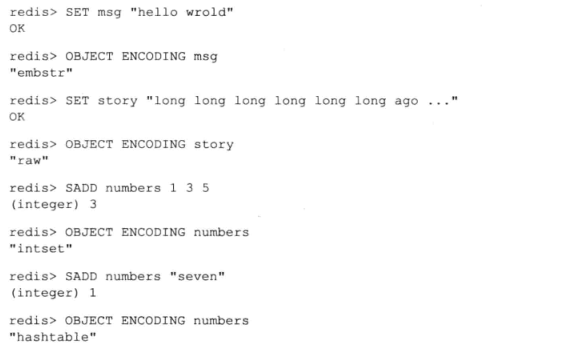 redis> SET msg "hello wrold"
OK
redis> OBJECT ENCODING msg
"embstr"
redis> SET story "long long long long long long ago ..."
OK
redis> OBJECT ENCODING story
"raw"
redis> SADD numbers 1 3 5
(integer) 3
redis> OBJECT ENCODING numbers
"intset"
redis> SADD numbers "seven"
(integer) 1
redis> OBJECT ENCODING numbers
"hashtable"